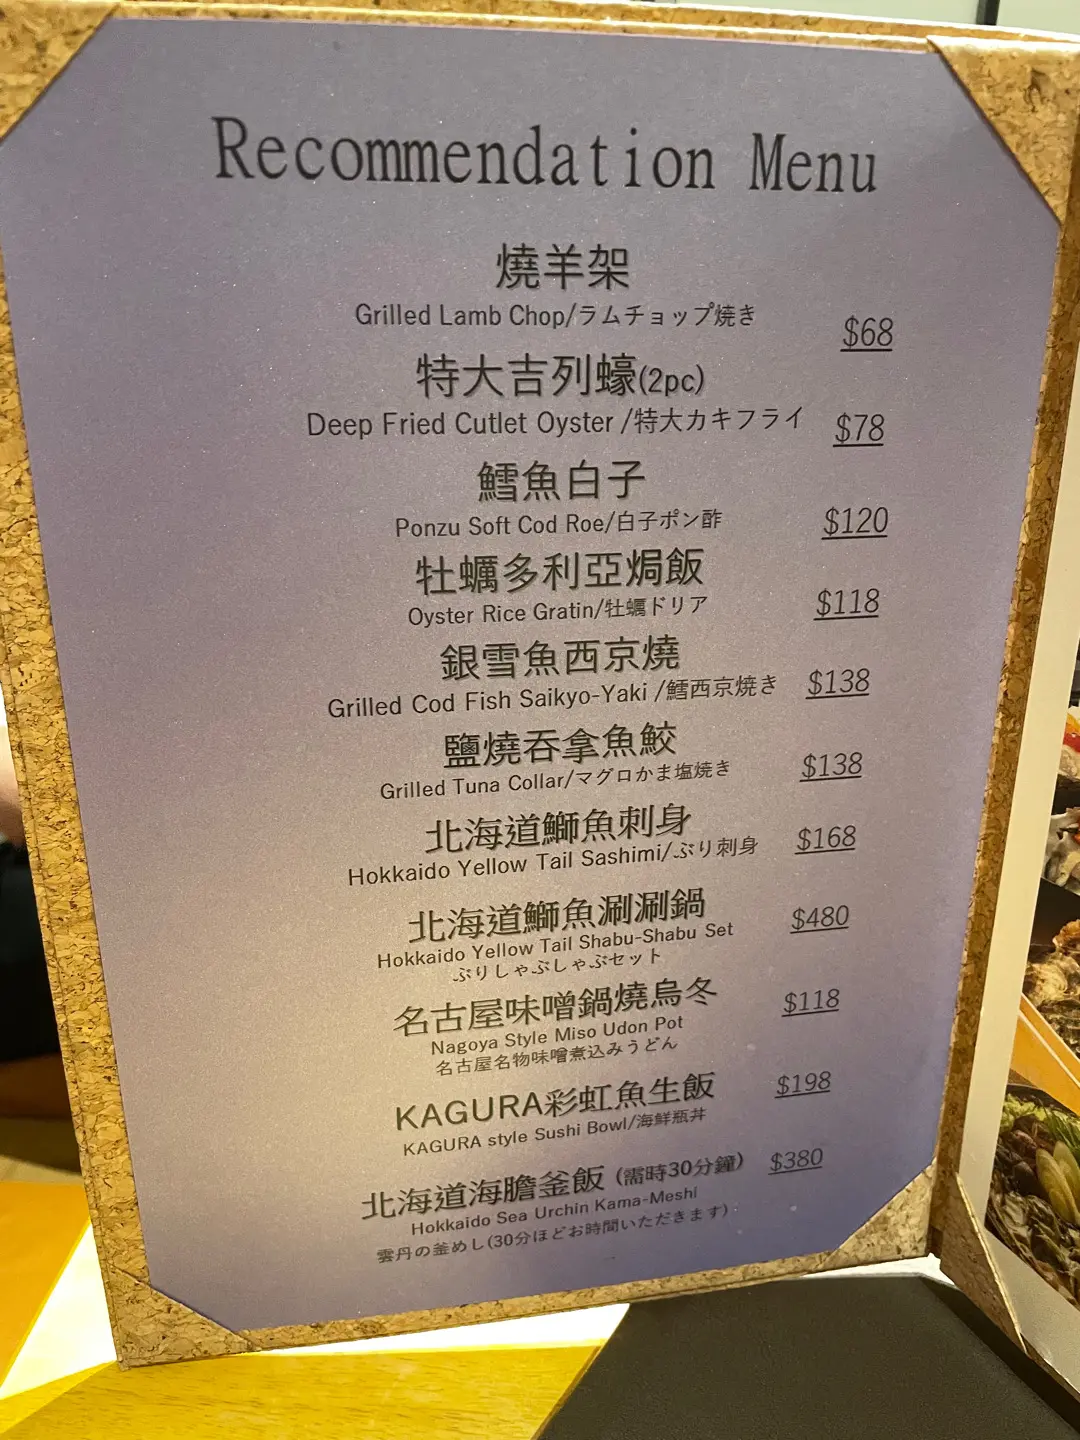 Recommendation Menu
燒羊架
Grilled Lamb Chop/ラムチョップ焼き
$68
特大吉列蠔(2pc)
Deep Fried Cutlet Oyster /特大カキフライ
$78
鱈魚白子
Ponzu Soft Cod Roe/白子ポン酢
$120
牡蠣多利亞焗飯
Oyster Rice Gratin/牡蠣ドリア
$118
銀雪魚西京燒
Grilled Cod Fish Saikyo-Yaki /鱈西京焼き
$138
鹽燒吞拿魚鮫
Grilled Tuna Collar/マグロかま塩焼き
$138
北海道鰤魚刺身
Hokkaido Yellow Tail Sashimi/ぶり刺身
$168
北海道鰤魚涮涮鍋
Hokkaido Yellow Tail Shabu-Shabu Set
ぶりしゃぶしゃぶセット
$480
名古屋味噌鍋燒烏冬
Nagoya Style Miso Udon Pot
名古屋名物味噌煮込みうどん
$118
KAGURA彩虹魚生飯
KAGURA style Sushi Bowl/海鮮瓶丼
$198
北海道海膽釜飯 (需時30分鐘)
Hokkaido Sea Urchin Kama-Meshi
雲丹の釜めし(30分ほどお時間いただきます)
$380